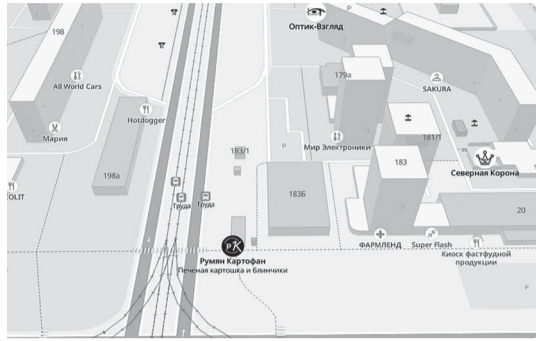 198
P
Оптик-Взгляд
179а
All World Cars
SAKURA
Hotdogger
Мария
183/1
P
Мир Электроники
181/1
183
Северная Корона
198а
OLIT
183Б
Труда
Труда
20
ФАРМЛЕНД
Super Flash
Киоск фастфудной
продукции
РК
Румян Картофан
Печеная картошка и блинчики
P